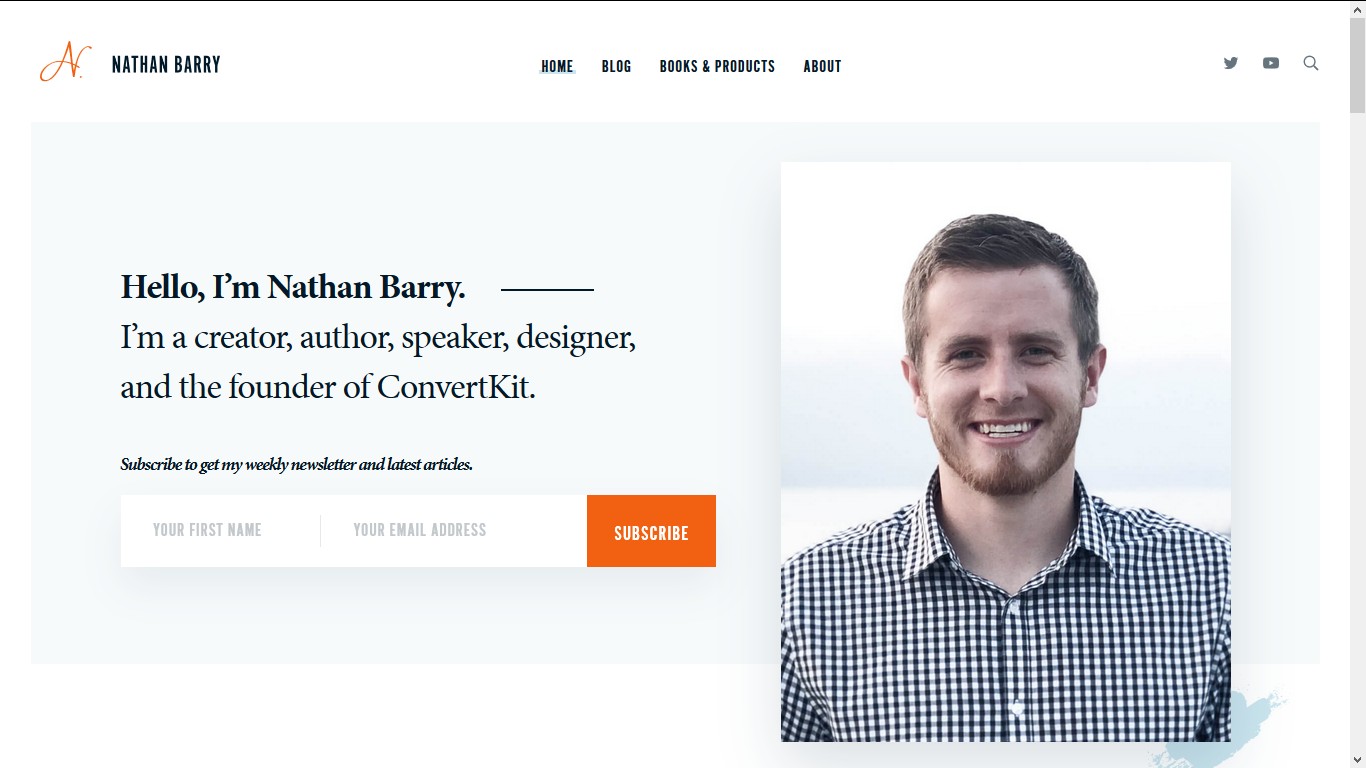 N.
NATHAN BARRY
HOME
BLOG
BOOKS & PRODUCTS
ABOUT
Hello, I’m Nathan Barry.
I’m a creator, author, speaker, designer,
and the founder of ConvertKit.
Subscribe to get my weekly newsletter and latest articles.
YOUR FIRST NAME
YOUR EMAIL ADDRESS
SUBSCRIBE